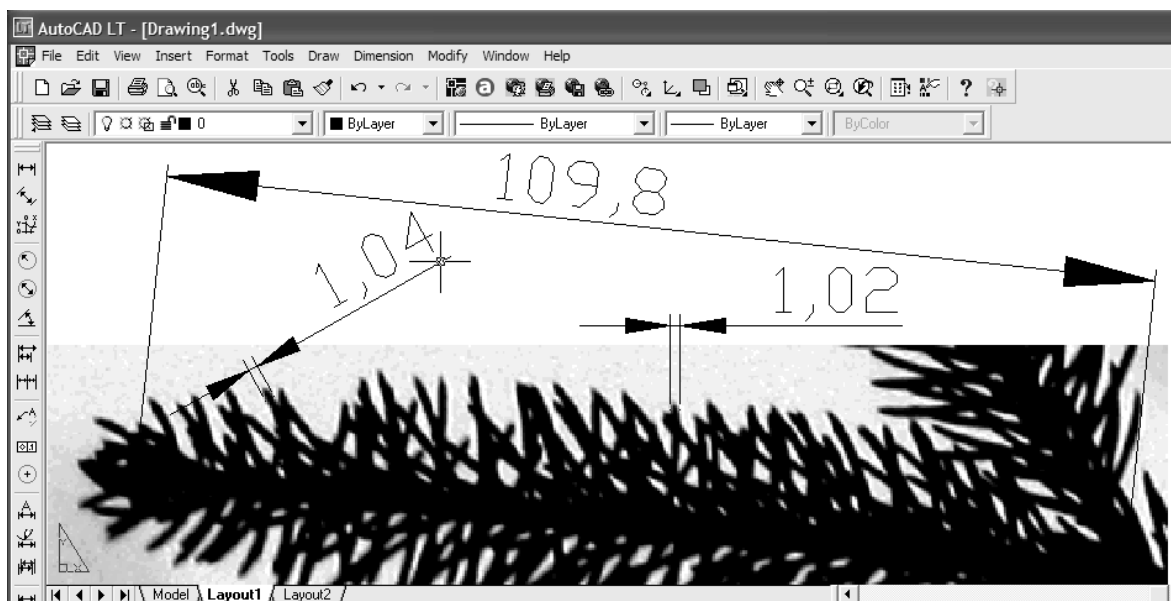 AutoCAD LT - [Drawing1.dwg]
File Edit View Insert Format Tools Draw Dimension Modify Window Help
0 ByLayer ByLayer ByLayer ByColor
109,8
1,04
1,02
Model Layout1 Layout2